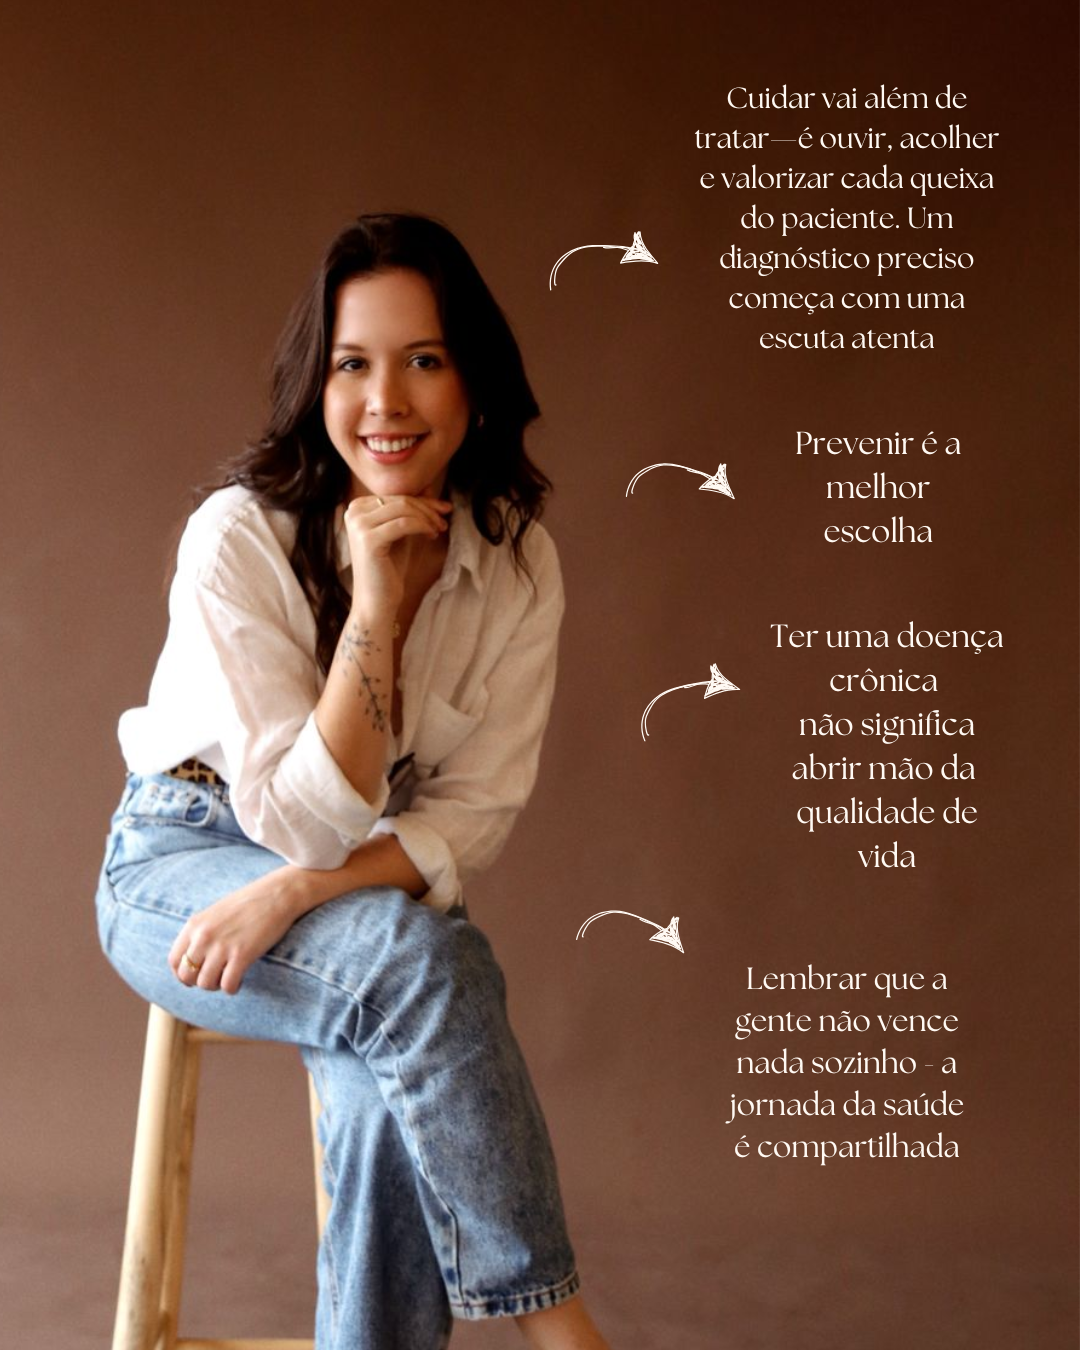 Cuidar vai além de
tratar—é ouvir, acolher
e valorizar cada queixa
do paciente. Um
diagnóstico preciso
começa com uma
escuta atenta
Prevenir é a
melhor
escolha
Ter uma doença
crônica
não significa
abrir mão da
qualidade de
vida
Lembrar que a
gente não vence
nada sozinho - a
jornada da saúde
é compartilhada